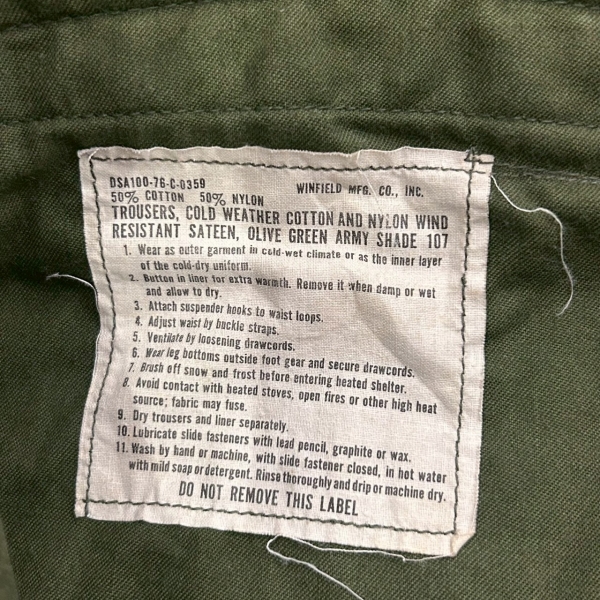 DSA100-76-C-0359 WINFIELD MFG. CO., INC.
50% COTTON 50% NYLON
TROUSERS, COLD WEATHER COTTON AND NYLON WIND
RESISTANT SATEEN, OLIVE GREEN ARMY SHADE 107
1. Wear as outer garment in cold-wet climate or as the inner layer
of the cold-dry uniform.
2. Button in liner for extra warmth. Remove it when damp or wet
and allow to dry.
3. Attach suspender hooks to waist loops.
4. Adjust waist by buckle straps.
5. Ventilate by loosening drawcords.
6. Wear leg bottoms outside foot gear and secure drawcords.
7. Brush off snow and frost before entering heated shelter.
8. Avoid contact with heated stoves, open fires or other high heat
source; fabric may fuse.
9. Dry trousers and liner separately.
10. Lubricate slide fasteners with lead pencil, graphite or wax.
11. Wash by hand or machine, with slide fastener closed, in hot water
with mild soap or detergent. Rinse thoroughly and drip or machine dry.
DO NOT REMOVE THIS LABEL